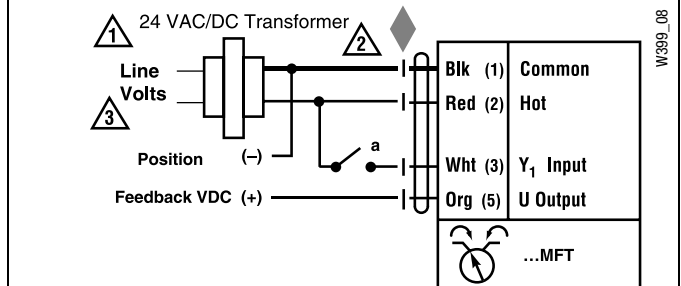 1 24 VAC/DC Transformer 2
W399_08
Line
Volts
3
Blk (1) Common
Red (2) Hot
a
Position (–)
Wht (3) Y₁ Input
Feedback VDC (+)
Org (5) U Output
...MFT